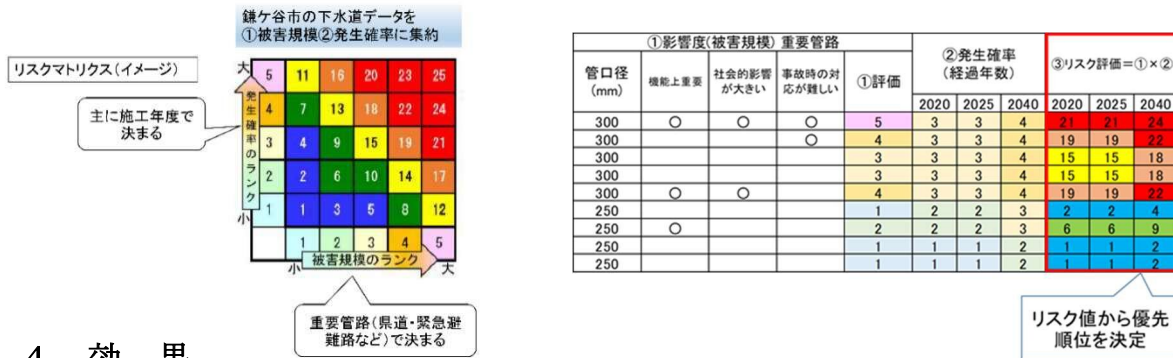 鎌ケ谷市の下水道データを
①被害規模②発生確率に集約
リスクマトリクス(イメージ)
主に施工年度で
決まる
大
発生確率のランク
小
5 11 16 20 23 25
4 7 13 18 22 24
3 4 9 15 19 21
2 2 6 10 14 17
1 1 3 5 8 12
1 2 3 4 5
小 被害規模のランク 大
重要管路(県道・緊急避
難路など)で決まる
①影響度(被害規模) 重要管路 ②発生確率 ③リスク評価=①×②
(経過年数)
管口径
(mm)
機能上重要
社会的影響
が大きい
事故時の対
応が難しい
①評価
2020 2025 2040 2020 2025 2040
300 ○ ○ ○ 5 3 3 4 21 21 24
300 ○ 4 3 3 4 19 19 22
300 3 3 3 4 15 15 18
300 3 3 3 4 15 15 18
300 ○ ○ 4 3 3 4 19 19 22
250 1 2 2 3 2 2 4
250 ○ 2 2 2 3 6 6 9
250 1 1 1 2 1 1 2
250 1 1 1 2 1 1 2
リスク値から優先
順位を決定
4 効 果